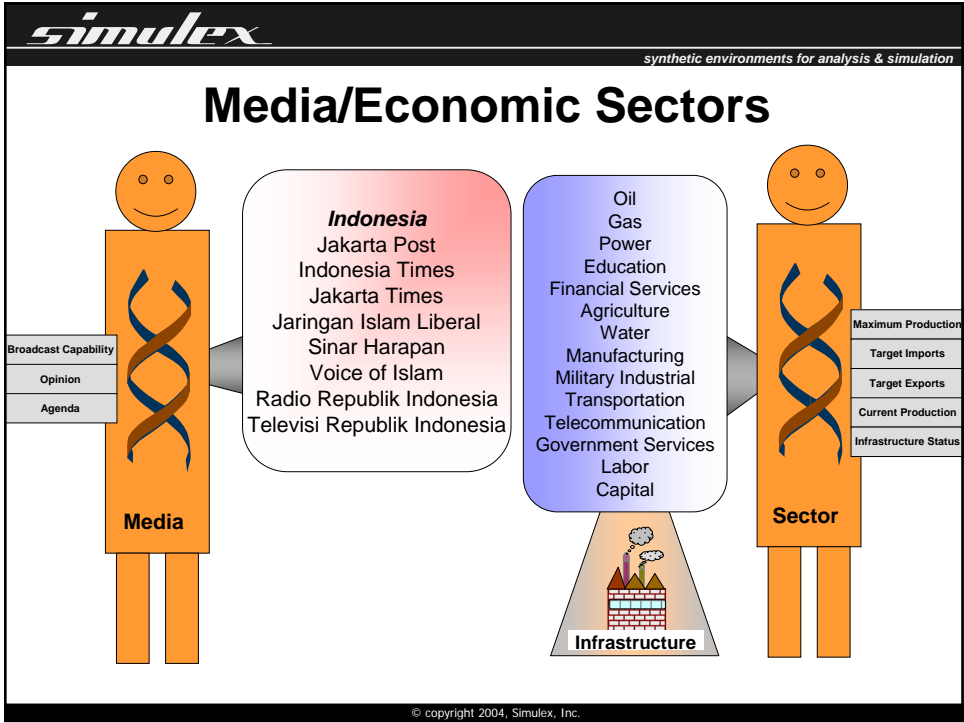 simulex
synthetic environments for analysis & simulation
Media/Economic Sectors
Broadcast Capability
Opinion
Agenda
Media
Indonesia
Jakarta Post
Indonesia Times
Jakarta Times
Jaringan Islam Liberal
Sinar Harapan
Voice of Islam
Radio Republik Indonesia
Televisi Republik Indonesia
Oil
Gas
Power
Education
Financial Services
Agriculture
Water
Manufacturing
Military Industrial
Transportation
Telecommunication
Government Services
Labor
Capital
Infrastructure
Sector
Maximum Production
Target Imports
Target Exports
Current Production
Infrastructure Status
© copyright 2004, Simulex, Inc.